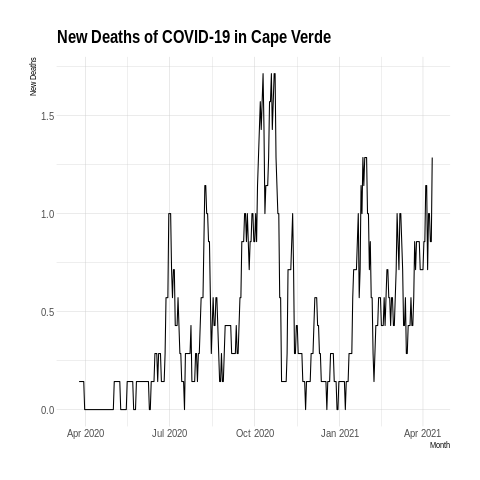 New Deaths of COVID-19 in Cape Verde
New Deaths
1.5
1.0
0.5
0.0
Apr 2020 Jul 2020 Oct 2020 Jan 2021 Apr 2021
Month